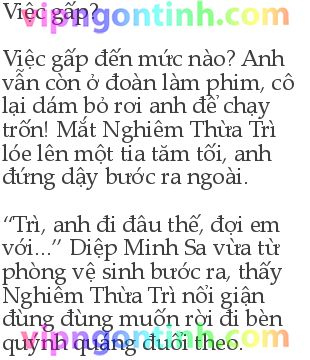 Việc gấp?
vipngontinh.com
Việc gấp đến mức nào? Anh
vẫn còn ở đoàn làm phim, cô
lại dám bỏ rơi anh để chạy
trốn! Mắt Nghiêm Thừa Trì
lóe lên một tia tăm tối, anh
đứng dậy bước ra ngoài.
“Trì, anh đi đâu thế, đợi em
với...” Diệp Minh Sa vừa từ
phòng vệ sinh bước ra, thấy
Nghiêm Thừa Trì nổi giận
đùng đùng muốn rời đi bèn
quýnh quáng đuổi theo.
vipngontinh.com